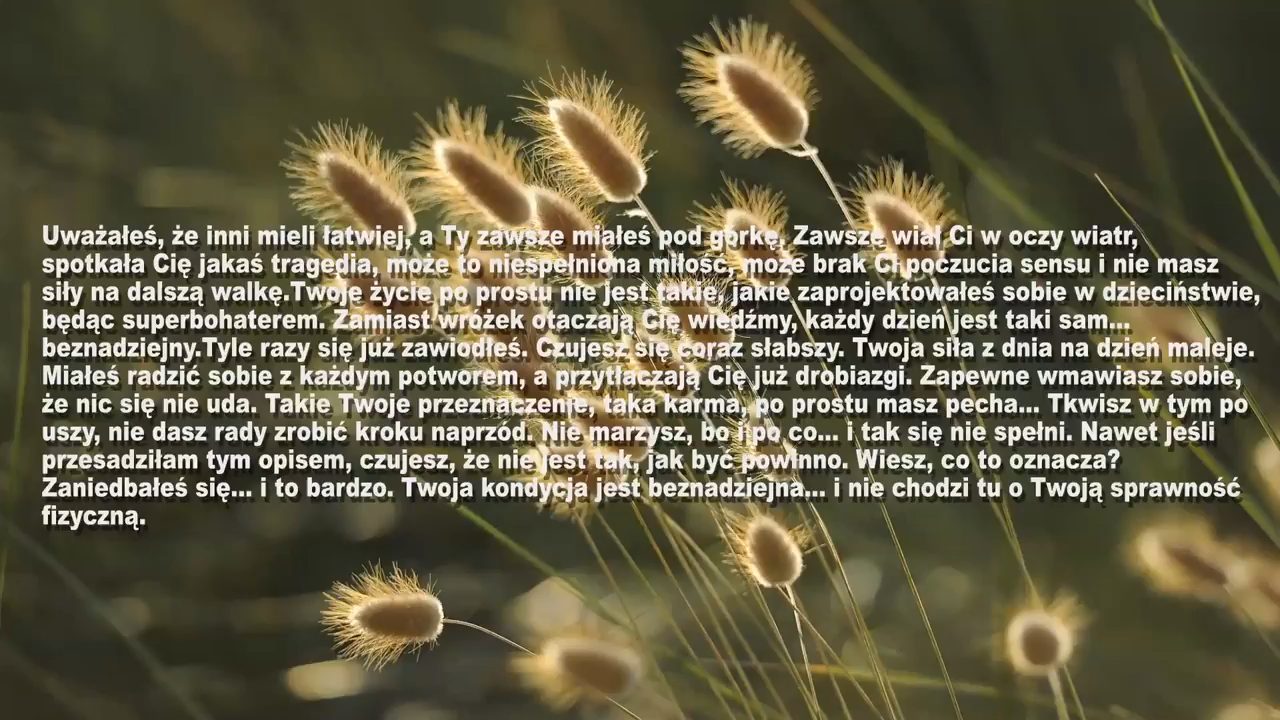 Uważałeś, że inni mieli łatwiej, a Ty zawsze miałeś pod górkę, Zawsze wiał Ci w oczy wiatr,
spotkała Cię jakaś tragedia, może to niespełniona miłość, może brak Ci poczucia sensu i nie masz
siły na dalszą walkę.Twoje życie po prostu nie jest takie, jakie zaprojektowałeś sobie w dzieciństwie,
będąc superbohaterem. Zamiast wróżek otaczają Cię wiedźmy, każdy dzień jest taki sam...
beznadziejny.Tyle razy się już zawiodłeś. Czujesz się coraz słabszy. Twoja siła z dnia na dzień maleje.
Miałeś radzić sobie z każdym potworem, a przytłaczają Cię już drobiazgi. Zapewne wmawiasz sobie,
że nic się nie uda. Takie Twoje przeznaczenie, taka karma, po prostu masz pecha... Tkwisz w tym po
uszy, nie dasz rady zrobić kroku naprzód. Nie marzysz, bo i po co... i tak się nie spełni. Nawet jeśli
przesadziłam tym opisem, czujesz, że nie jest tak, jak być powinno. Wiesz, co to oznacza?
Zaniedbałeś się... i to bardzo. Twoja kondycja jest beznadziejna... i nie chodzi tu o Twoją sprawność
fizyczną.